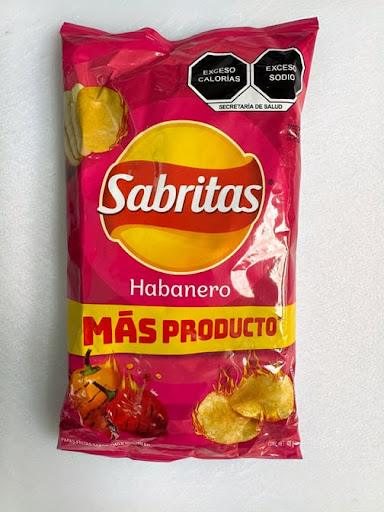 EXCESO
CALORÍAS
EXCESO
SODIO
SECRETARÍA DE SALUD
Sabritas
Habanero
MÁS PRODUCTO